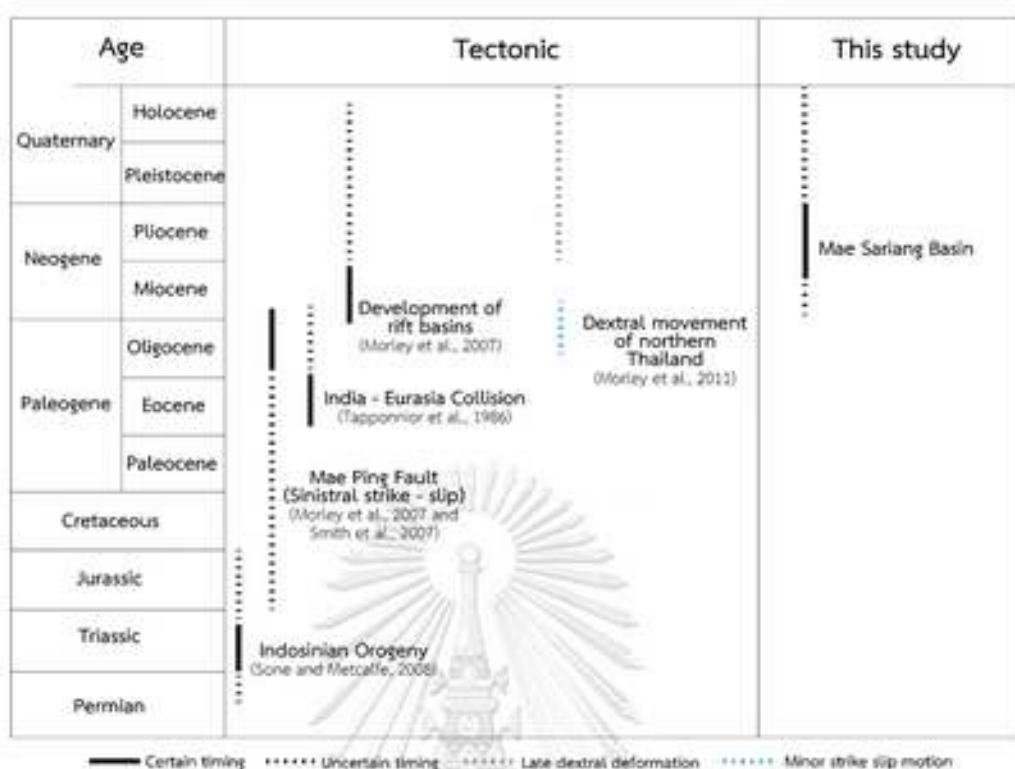 Age
Tectonic
This study
Quaternary
Holocene
Pleistocene
Neogene
Pliocene
Miocene
Paleogene
Oligocene
Eocene
Paleocene
Cretaceous
Jurassic
Triassic
Permian
Development of
rift basins
(Morley et al., 2007)
India - Eurasia Collision
(Tapponnior et al., 1986)
Mae Ping Fault
(Sinistral strike - slip)
(Morley et al., 2007 and
Smith et al., 2007)
Indosinian Orogeny
(Sone and Metcalfe, 2008)
Dextral movement
of northern
Thailand
(Morley et al., 2011)
Mae Sariang Basin
Certain timing
Uncertain timing
Late dextral deformation
Minor strike slip motion